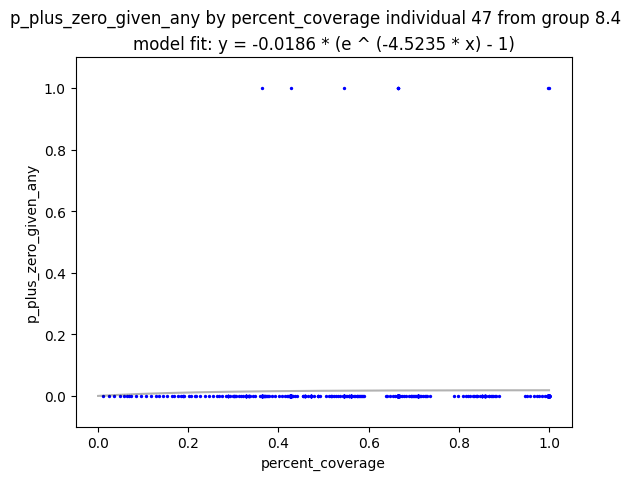 p_plus_zero_given_any by percent_coverage individual 47 from group 8.4
model fit: y = -0.0186 * (e ^ (-4.5235 * x) - 1)
1.0
0.8
0.6
0.4
0.2
0.0
p_plus_zero_given_any
0.0 0.2 0.4 0.6 0.8 1.0
percent_coverage